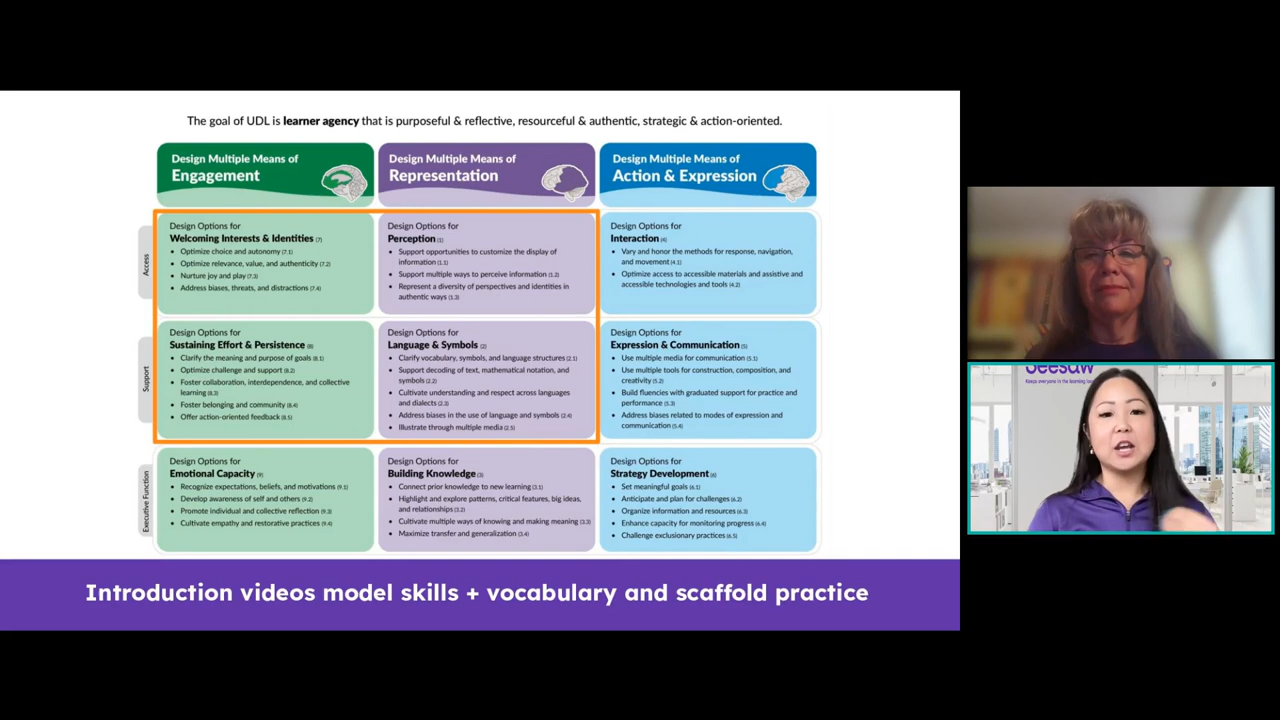 The goal of UDL is learner agency that is purposeful & reflective, resourceful & authentic, strategic & action-oriented.
Design Multiple Means of
Engagement
Design Multiple Means of
Representation
Design Multiple Means of
Action & Expression
Access
Design Options for
Welcoming Interests & Identities (7)
• Optimize choice and autonomy (7.1)
• Optimize relevance, value, and authenticity (7.2)
• Nurture joy and play (7.3)
• Address biases, threats, and distractions (7.4)
Design Options for
Perception (1)
• Support opportunities to customize the display of
information (1.1)
• Support multiple ways to perceive information (1.2)
• Represent a diversity of perspectives and identities in
authentic ways (1.3)
Design Options for
Interaction (4)
• Vary and honor the methods for response, navigation,
and movement (4.1)
• Optimize access to accessible materials and assistive and
accessible technologies and tools (4.2)
Support
Design Options for
Sustaining Effort & Persistence (8)
• Clarify the meaning and purpose of goals (8.1)
• Optimize challenge and support (8.2)
• Foster collaboration, interdependence, and collective
learning (8.3)
• Foster belonging and community (8.4)
• Offer action-oriented feedback (8.5)
Design Options for
Language & Symbols (2)
• Clarify vocabulary, symbols, and language structures (2.1)
• Support decoding of text, mathematical notation, and
symbols (2.2)
• Cultivate understanding and respect across languages
and dialects (2.3)
• Address biases in the use of language and symbols (2.4)
• Illustrate through multiple media (2.5)
Design Options for
Expression & Communication (5)
• Use multiple media for communication (5.1)
• Use multiple tools for construction, composition, and
creativity (5.2)
• Build fluencies with graduated support for practice and
performance (5.3)
• Address biases related to modes of expression and
communication (5.4)
Executive Function
Design Options for
Emotional Capacity (9)
• Recognize expectations, beliefs, and motivations (9.1)
• Develop awareness of self and others (9.2)
• Promote individual and collective reflection (9.3)
• Cultivate empathy and restorative practices (9.4)
Design Options for
Building Knowledge (3)
• Connect prior knowledge to new learning (3.1)
• Highlight and explore patterns, critical features, big ideas,
and relationships (3.2)
• Cultivate multiple ways of knowing and making meaning (3.3)
• Maximize transfer and generalization (3.4)
Design Options for
Strategy Development (6)
• Set meaningful goals (6.1)
• Anticipate and plan for challenges (6.2)
• Organize information and resources (6.3)
• Enhance capacity for monitoring progress (6.4)
• Challenge exclusionary practices (6.5)
Introduction videos model skills + vocabulary and scaffold practice
Seesaw
Keeps everyone in the learning loop